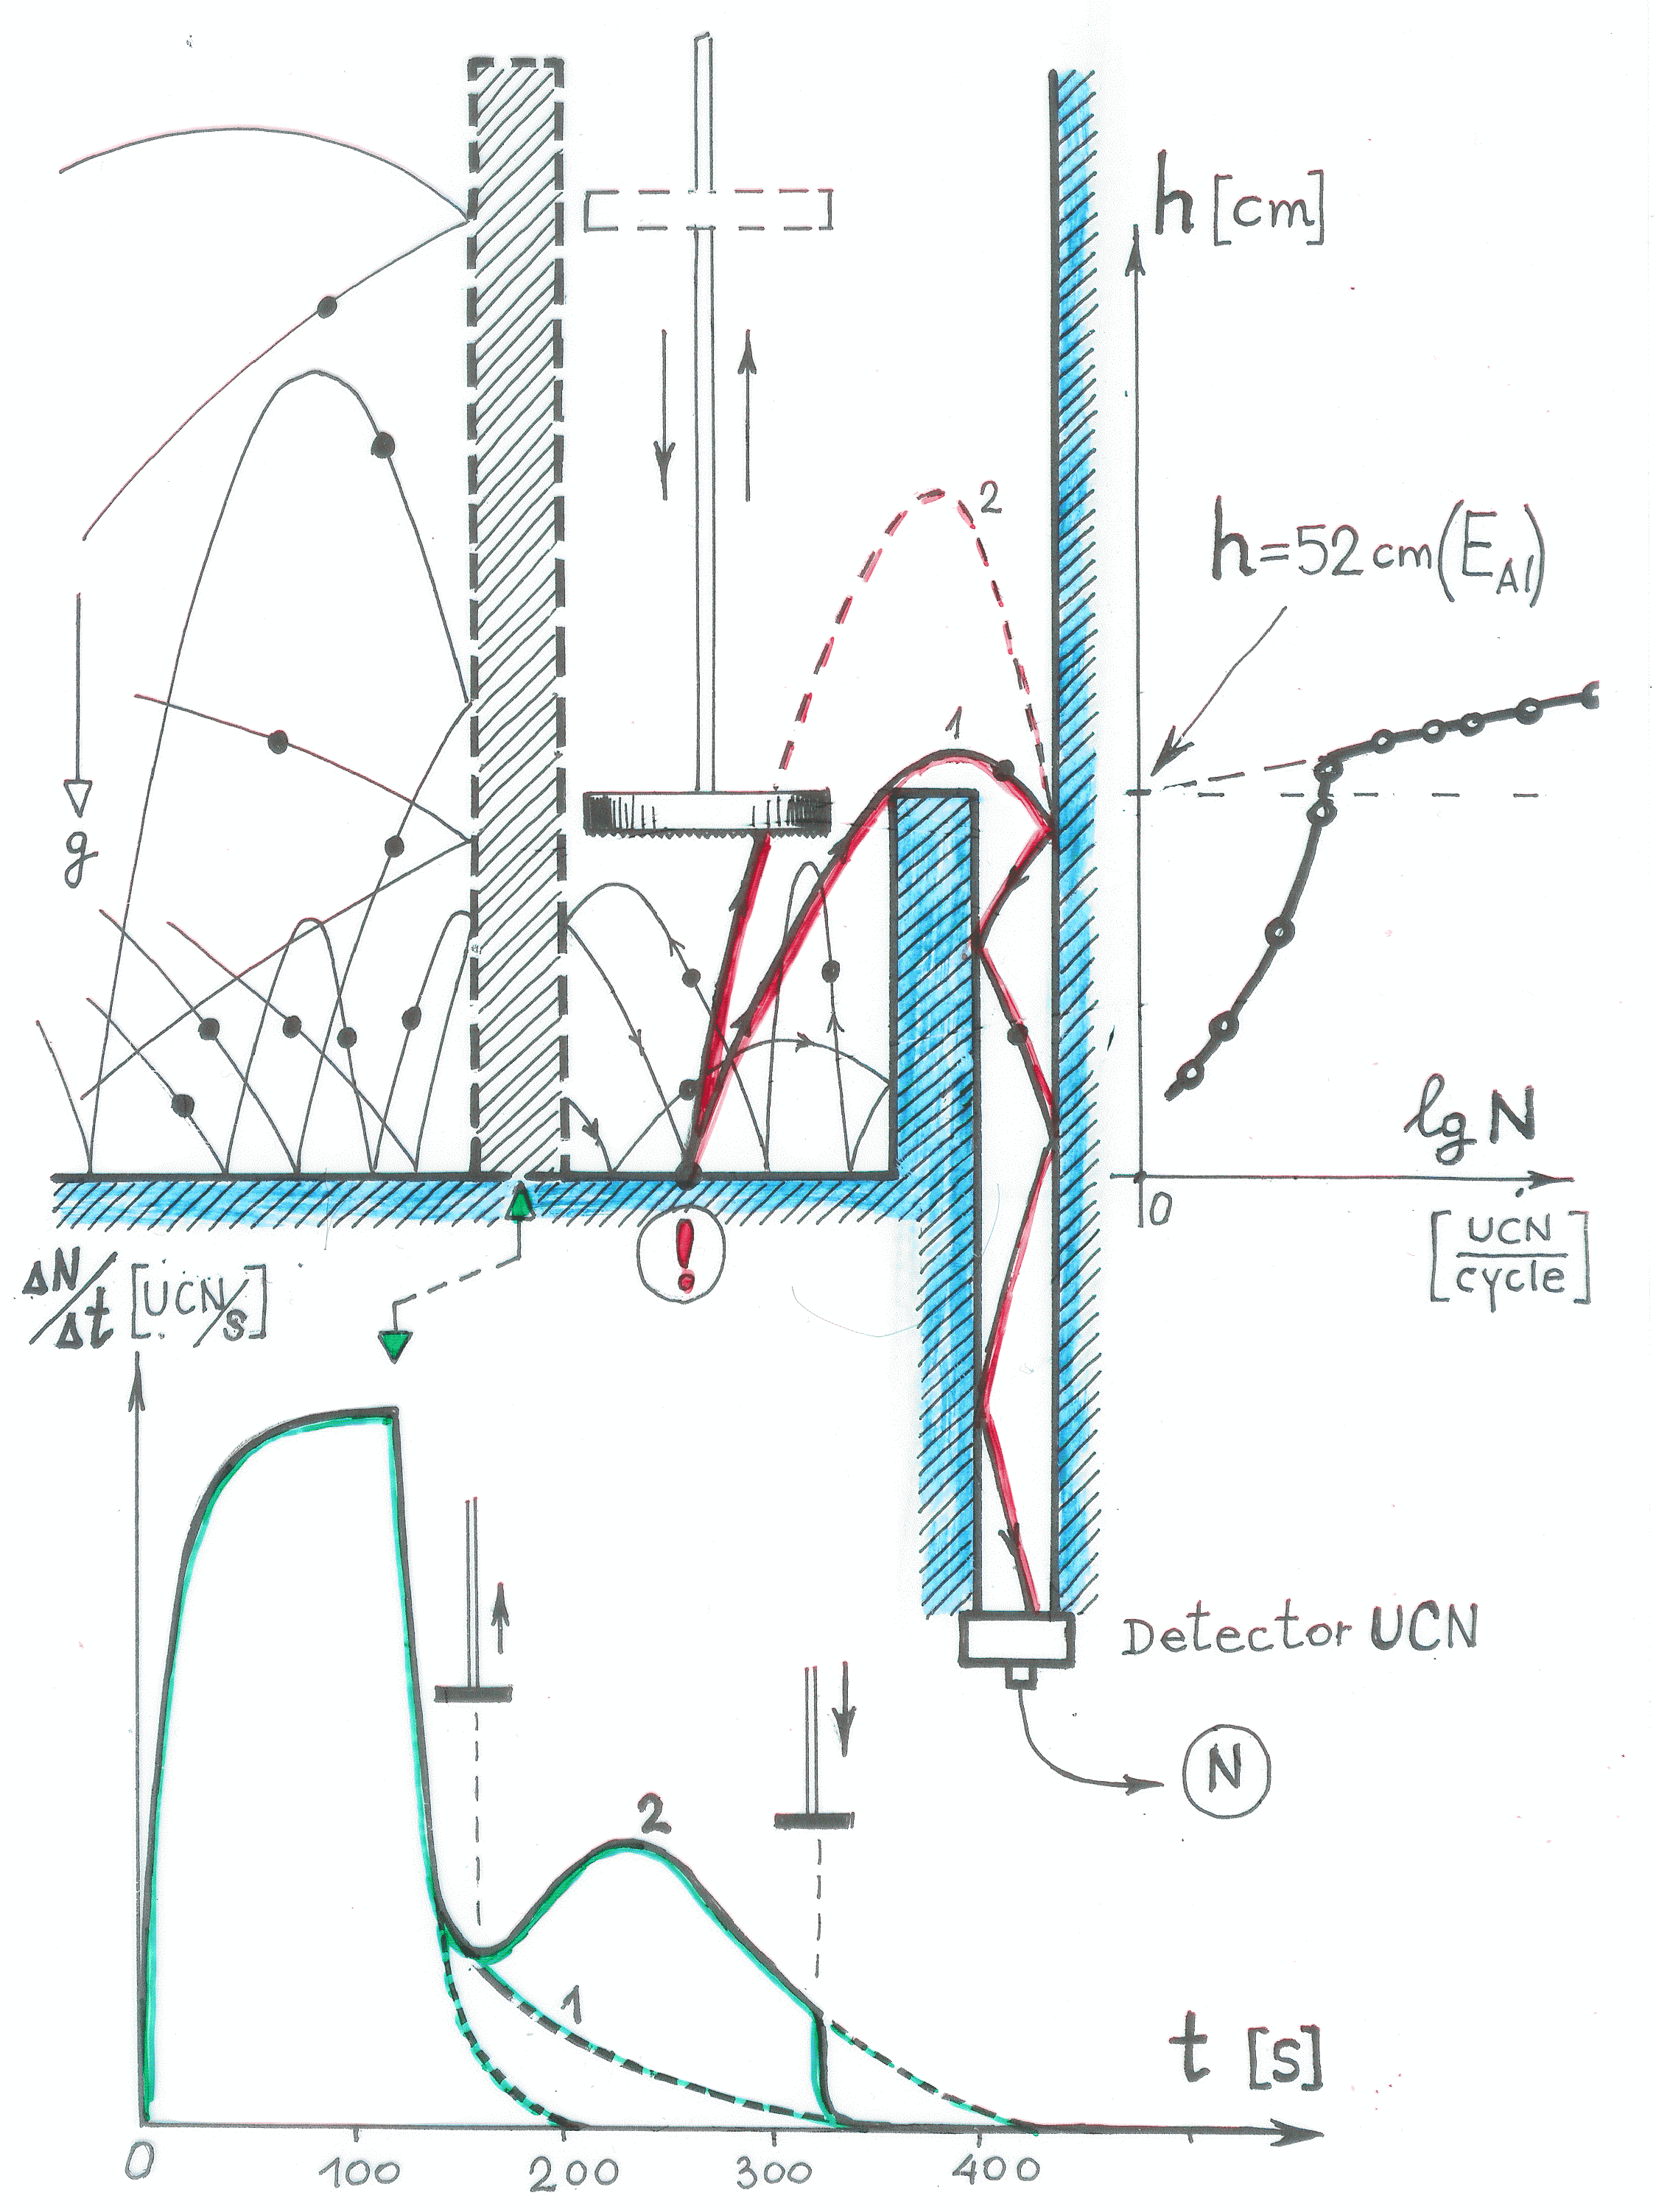 h [cm]
2
h=52 cm (E_Al)
1
g
lg N
0
[UCN/cycle]
!
ΔN/Δt [UCN/s]
Detector UCN
N
2
1
t [s]
0 100 200 300 400